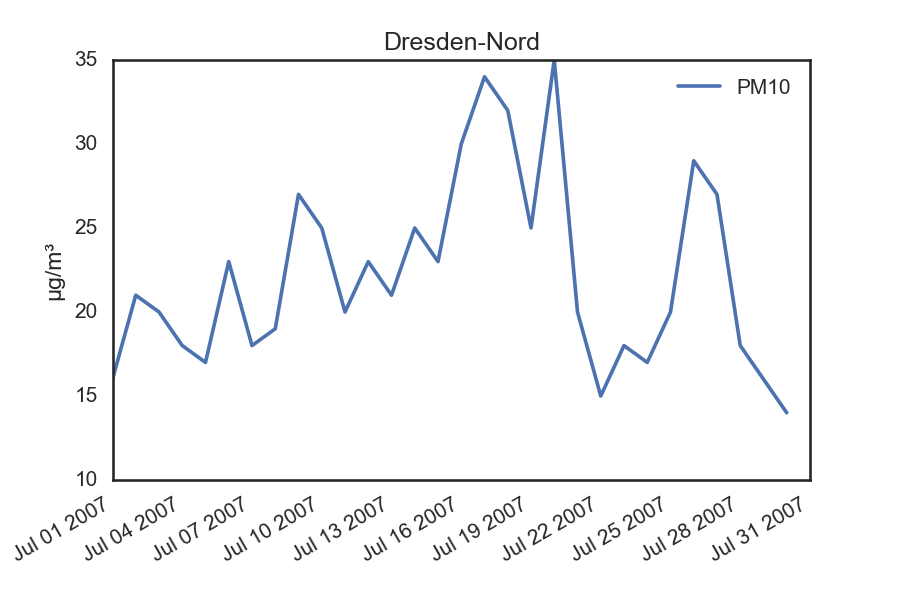 Dresden-Nord
35
30
25
20
15
10
µg/m³
PM10
Jul 01 2007
Jul 04 2007
Jul 07 2007
Jul 10 2007
Jul 13 2007
Jul 16 2007
Jul 19 2007
Jul 22 2007
Jul 25 2007
Jul 28 2007
Jul 31 2007